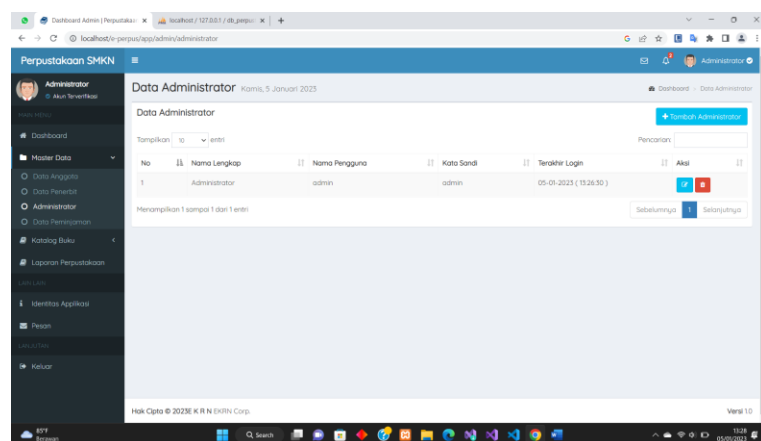 Dashboard Admin | Perpustakaa
localhost / 127.0.0.1 / db_perpus
localhost/e-perpus/app/admin/administrator
Perpustakaan SMKN
Administrator
Administrator
Akun Terverifikasi
Data Administrator Kamis, 5 Januari 2023
Dashboard > Data Administrator
MAIN MENU
Dashboard
Master Data
Data Anggota
Data Penerbit
Administrator
Data Peminjaman
Katalog Buku
Laporan Perpustakaan
LAIN LAIN
Identitas Applikasi
Pesan
LANJUTAN
Keluar
Data Administrator
+ Tambah Administrator
Tampilkan 10 entri
Pencarian:
No Nama Lengkap Nama Pengguna Kata Sandi Terakhir Login Aksi
1 Administrator admin admin 05-01-2023 ( 13:26:30 )
Menampilkan 1 sampai 1 dari 1 entri
Sebelumnya 1 Selanjutnya
Hak Cipta © 2023E K R N EKRN Corp.
Versi 1.0
85°F
Berawan
Search
13:28
05/01/2023